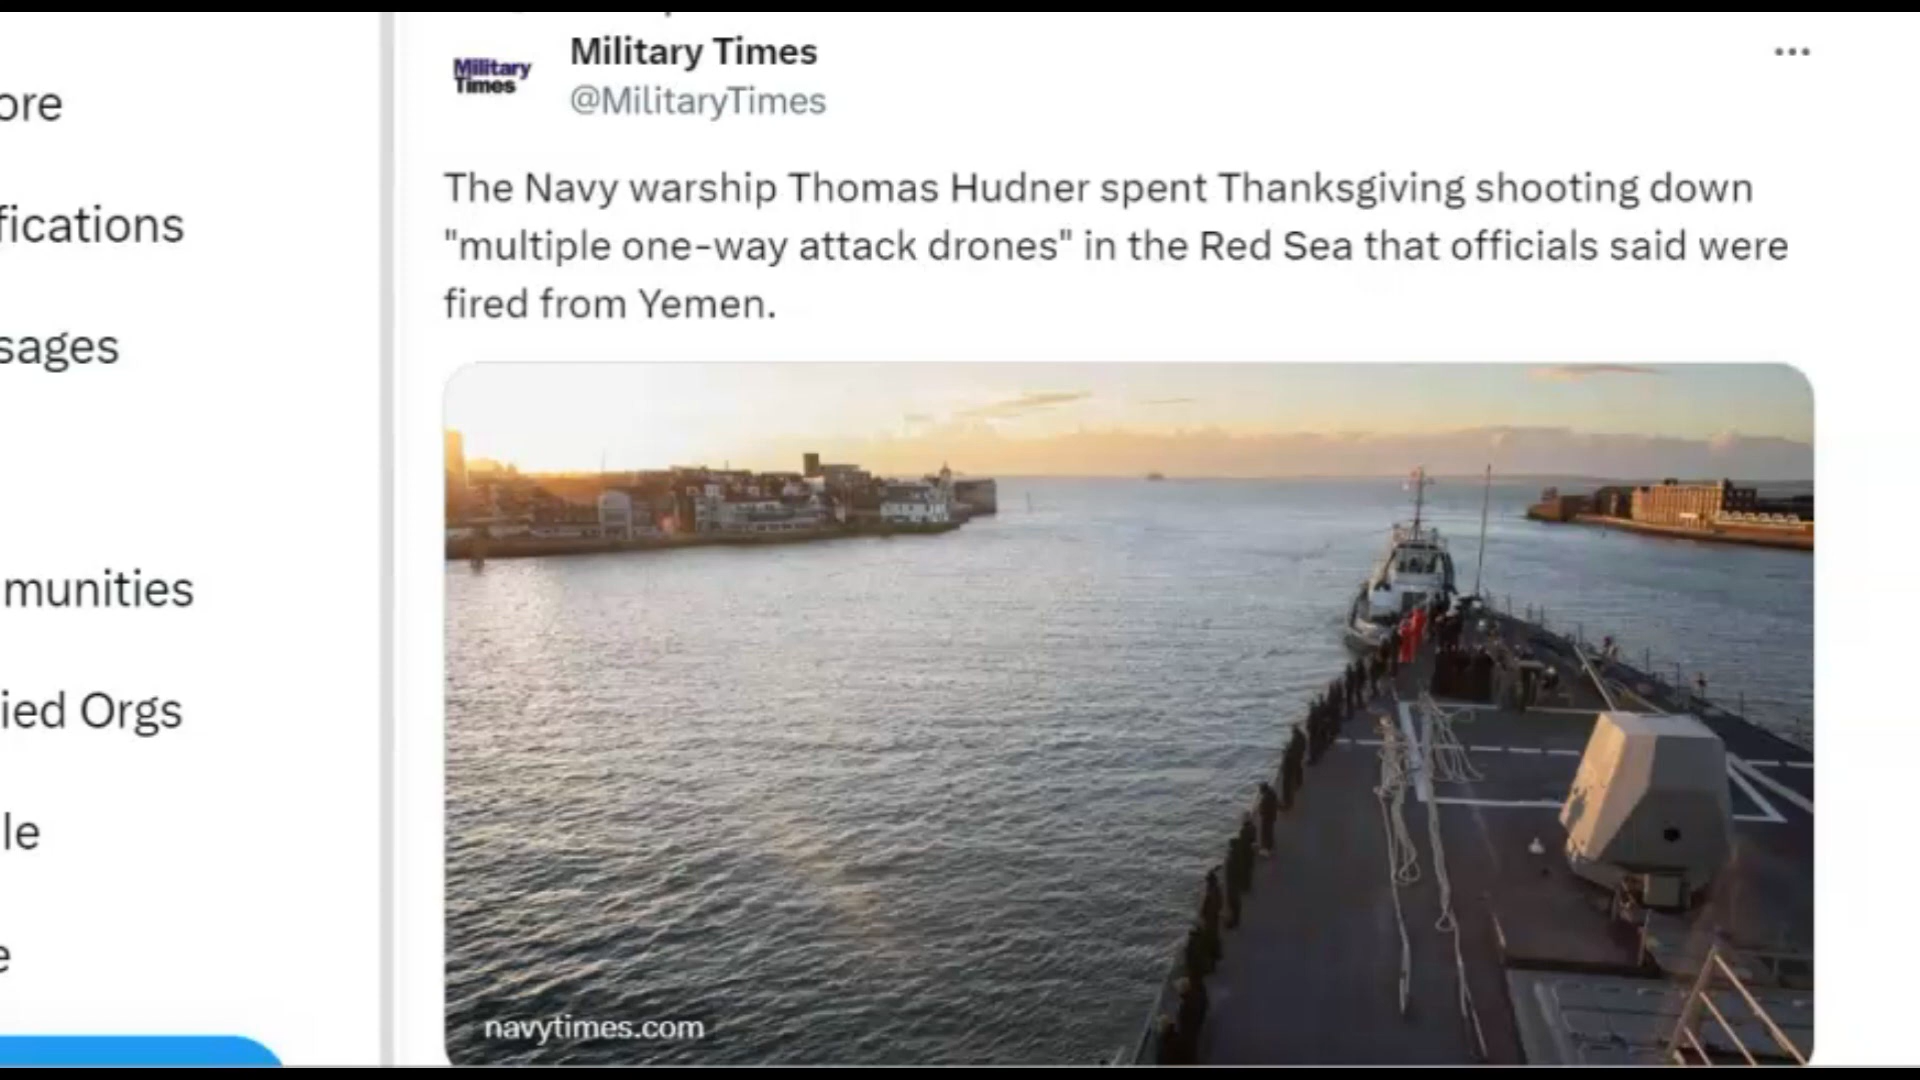 Military Times
@MilitaryTimes
Military
Times
The Navy warship Thomas Hudner spent Thanksgiving shooting down
"multiple one-way attack drones" in the Red Sea that officials said were
fired from Yemen.
navytimes.com
ore
fications
sages
munities
ied Orgs
le
e